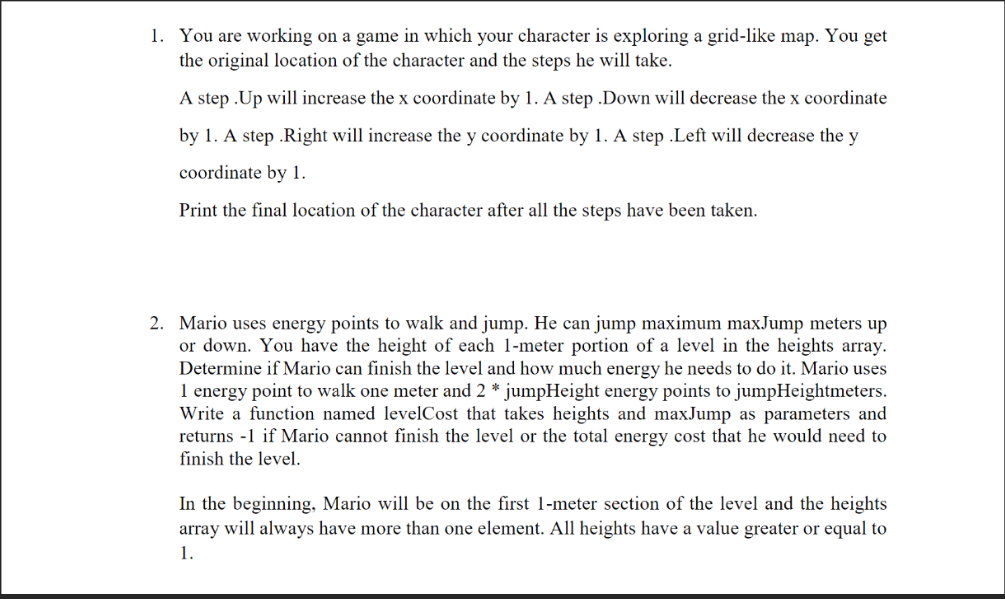 1. You are working on a game in which your character is exploring a grid-like map. You get
the original location of the character and the steps he will take.
A step .Up will increase the x coordinate by 1. A step .Down will decrease the x coordinate
by 1. A step .Right will increase the y coordinate by 1. A step .Left will decrease the y
coordinate by 1.
Print the final location of the character after all the steps have been taken.
2. Mario uses energy points to walk and jump. He can jump maximum maxJump meters up
or down. You have the height of each 1-meter portion of a level in the heights array.
Determine if Mario can finish the level and how much energy he needs to do it. Mario uses
1 energy point to walk one meter and 2 * jumpHeight energy points to jumpHeightmeters.
Write a function named levelCost that takes heights and maxJump as parameters and
returns -1 if Mario cannot finish the level or the total energy cost that he would need to
finish the level.
In the beginning, Mario will be on the first 1-meter section of the level and the heights
array will always have more than one element. All heights have a value greater or equal to
1.